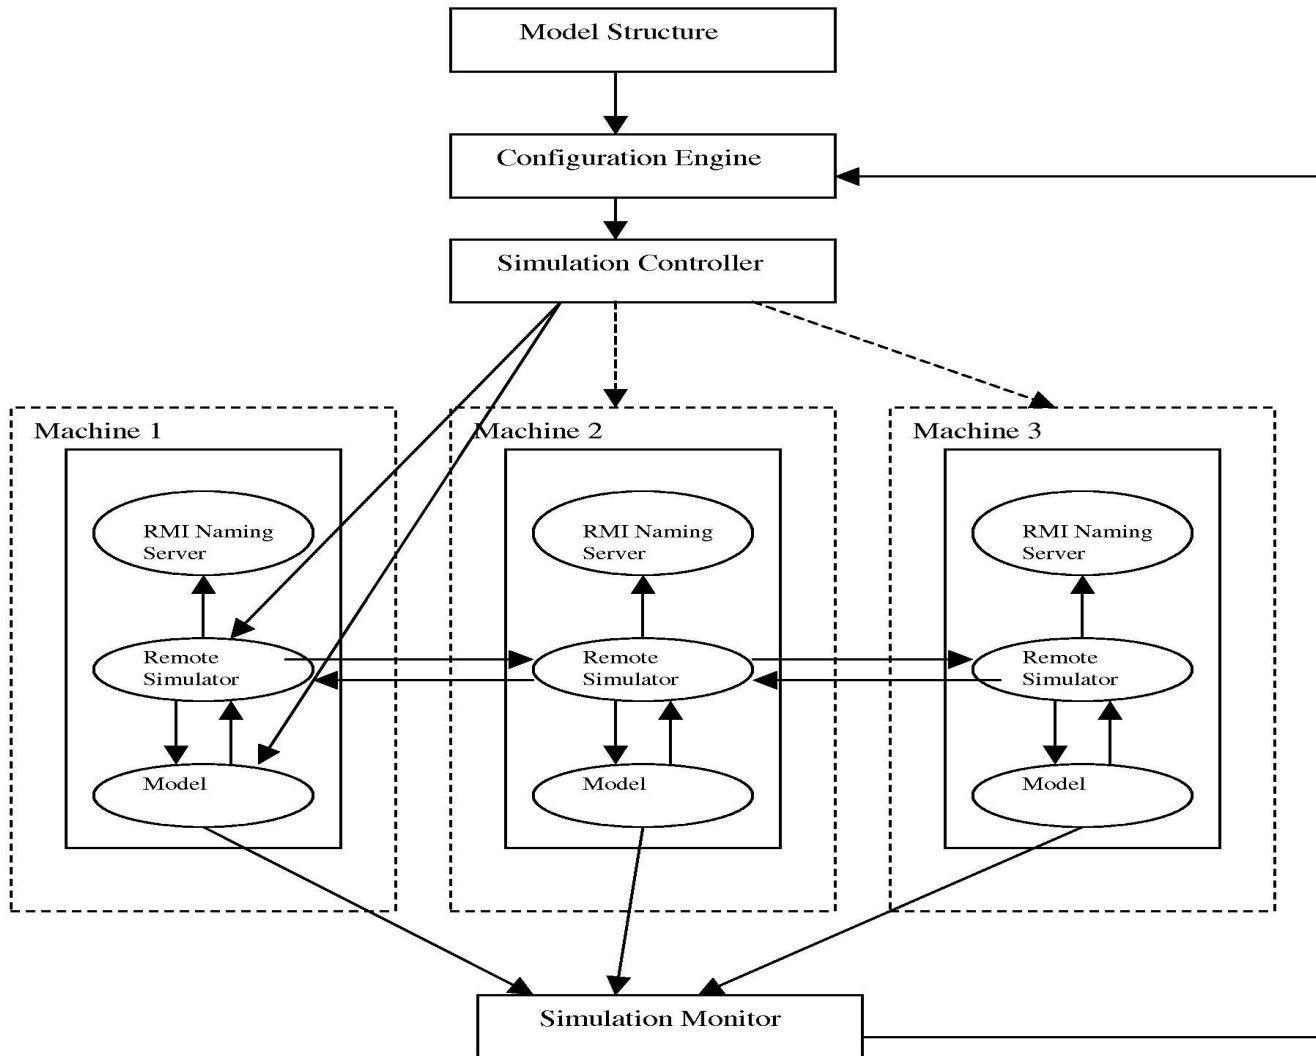 Model Structure
Configuration Engine
Simulation Controller
Machine 1
RMI Naming
Server
Remote
Simulator
Model
Machine 2
RMI Naming
Server
Remote
Simulator
Model
Machine 3
RMI Naming
Server
Remote
Simulator
Model
Simulation Monitor